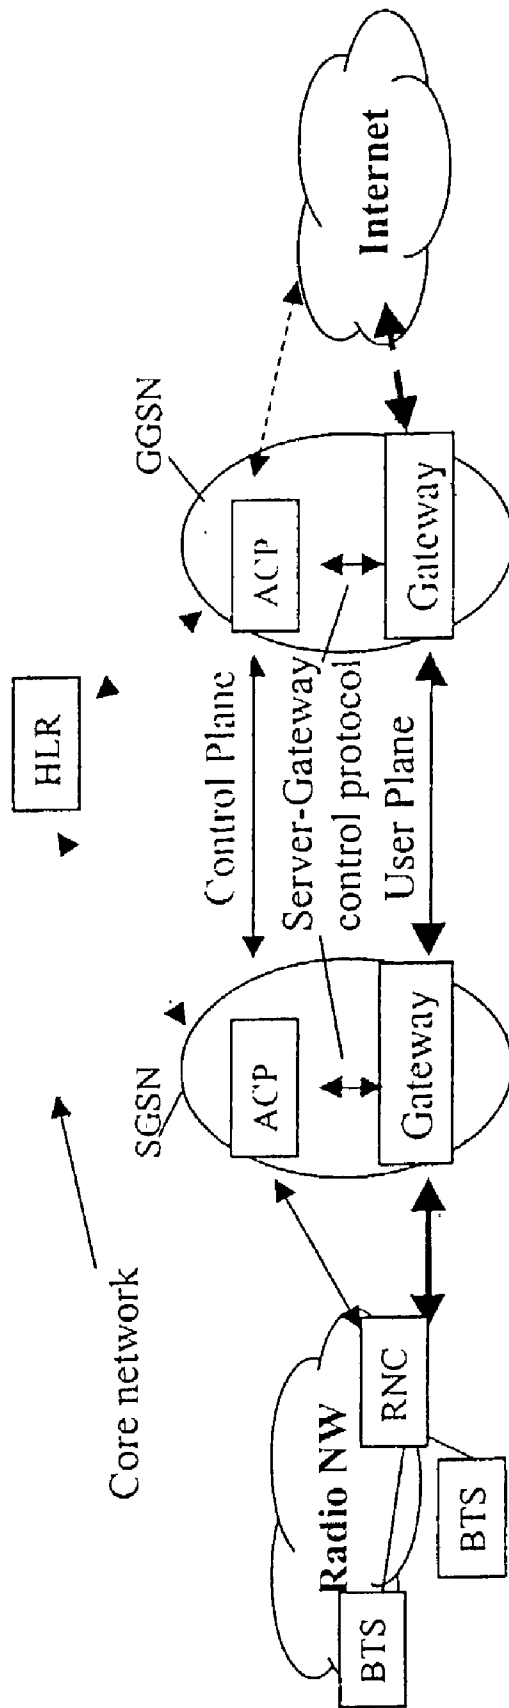 HLR
Core network
SGSN
GGSN
Control Plane
ACP
ACP
Server-Gateway
control protocol
User Plane
Gateway
Gateway
Internet
Radio NW
RNC
BTS
BTS